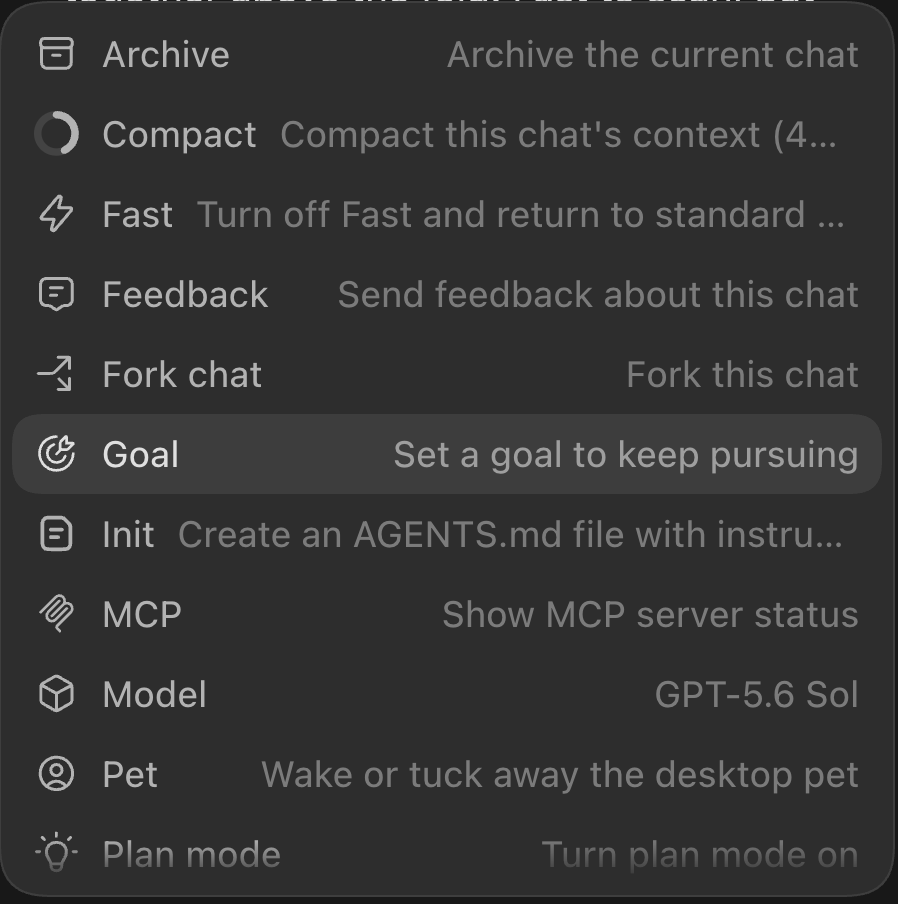 Archive Archive the current chat
Compact Compact this chat's context (4...
Fast Turn off Fast and return to standard ...
Feedback Send feedback about this chat
Fork chat Fork this chat
Goal Set a goal to keep pursuing
Init Create an AGENTS.md file with instru...
MCP Show MCP server status
Model GPT-5.6 Sol
Pet Wake or tuck away the desktop pet
Plan mode Turn plan mode on